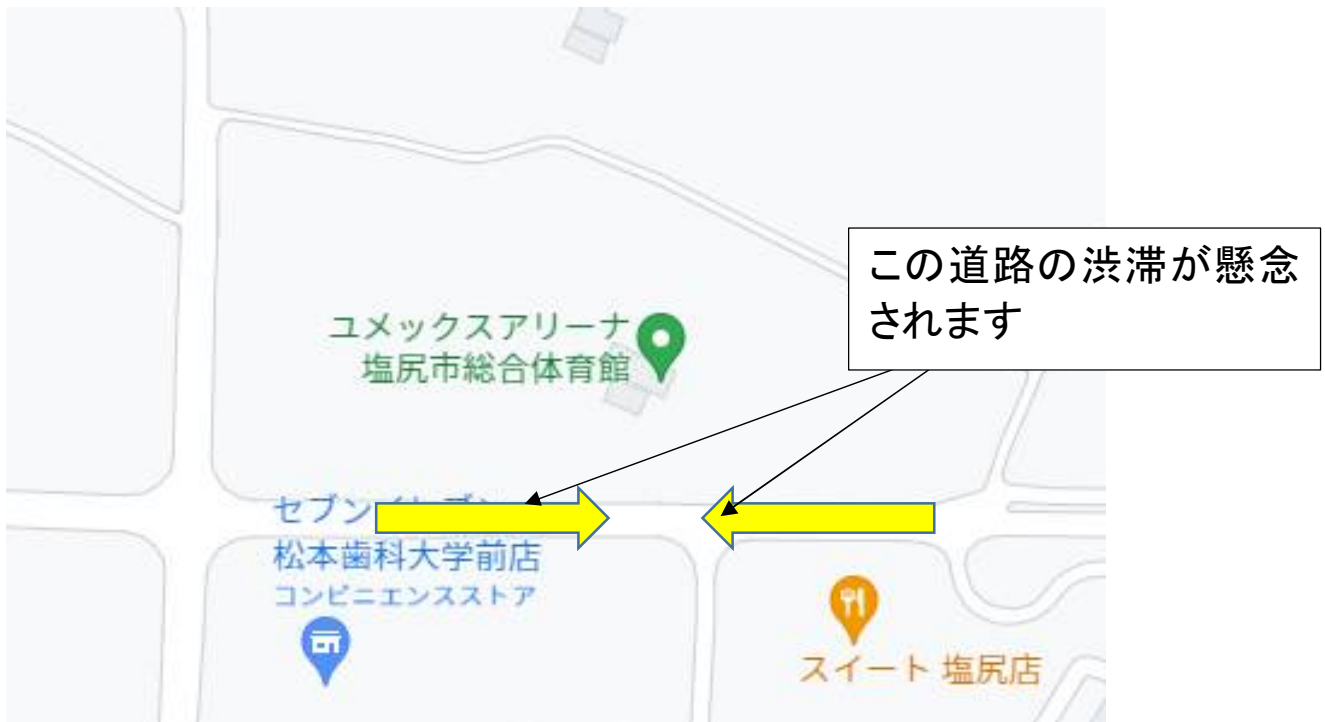 この道路の渋滞が懸念
されます
ユメックスアリーナ
塩尻市総合体育館
セブン
松本歯科大学前店
コンビニエンスストア
スイート 塩尻店